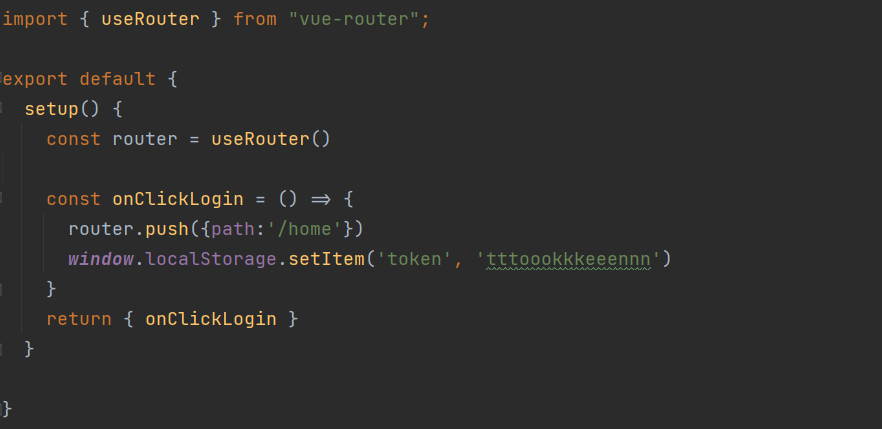 import { useRouter } from "vue-router";
export default {
setup() {
const router = useRouter()
const onClickLogin = () => {
router.push({path:'/home'})
window.localStorage.setItem('token', 'tttoookkkeeennn')
}
return { onClickLogin }
}
}